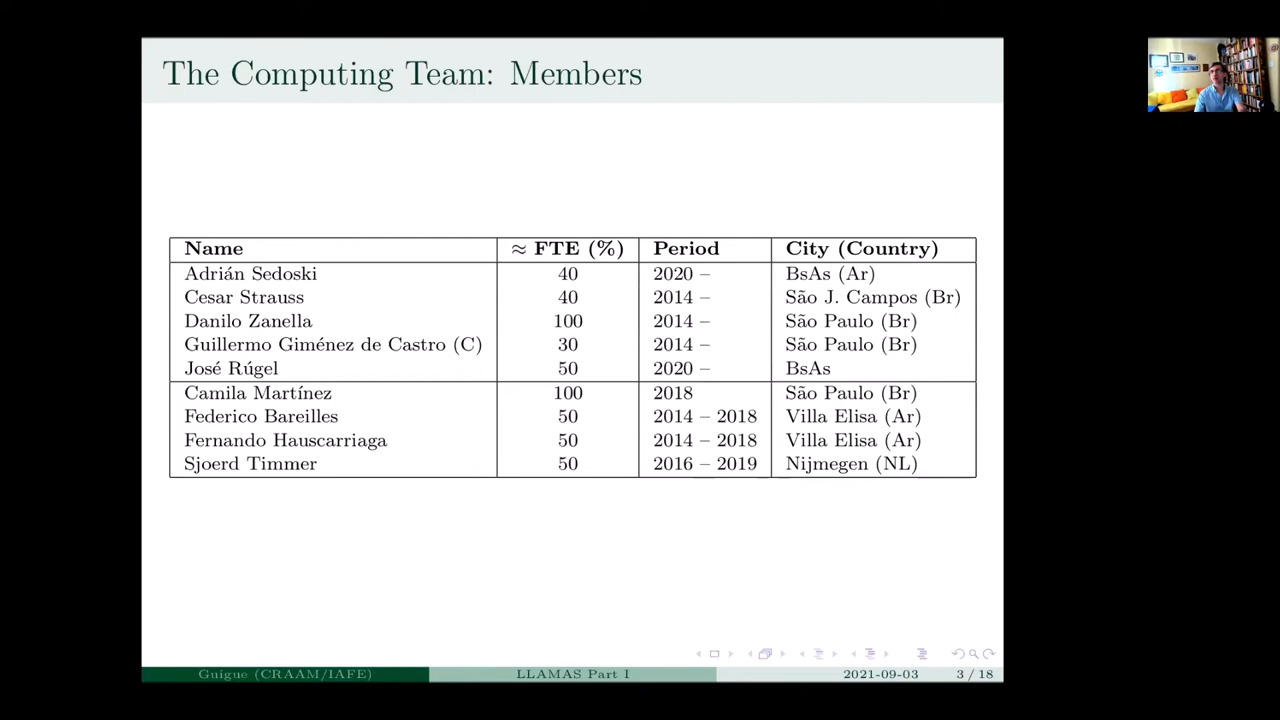 The Computing Team: Members
Name ≈ FTE (%) Period City (Country)
Adrián Sedoski 40 2020 – BsAs (Ar)
Cesar Strauss 40 2014 – São J. Campos (Br)
Danilo Zanella 100 2014 – São Paulo (Br)
Guillermo Giménez de Castro (C) 30 2014 – São Paulo (Br)
José Rúgel 50 2020 – BsAs
Camila Martínez 100 2018 São Paulo (Br)
Federico Bareilles 50 2014 – 2018 Villa Elisa (Ar)
Fernando Hauscarriaga 50 2014 – 2018 Villa Elisa (Ar)
Sjoerd Timmer 50 2016 – 2019 Nijmegen (NL)
Guigue (CRAAM/IAFE) LLAMAS Part I 2021-09-03 3 / 18